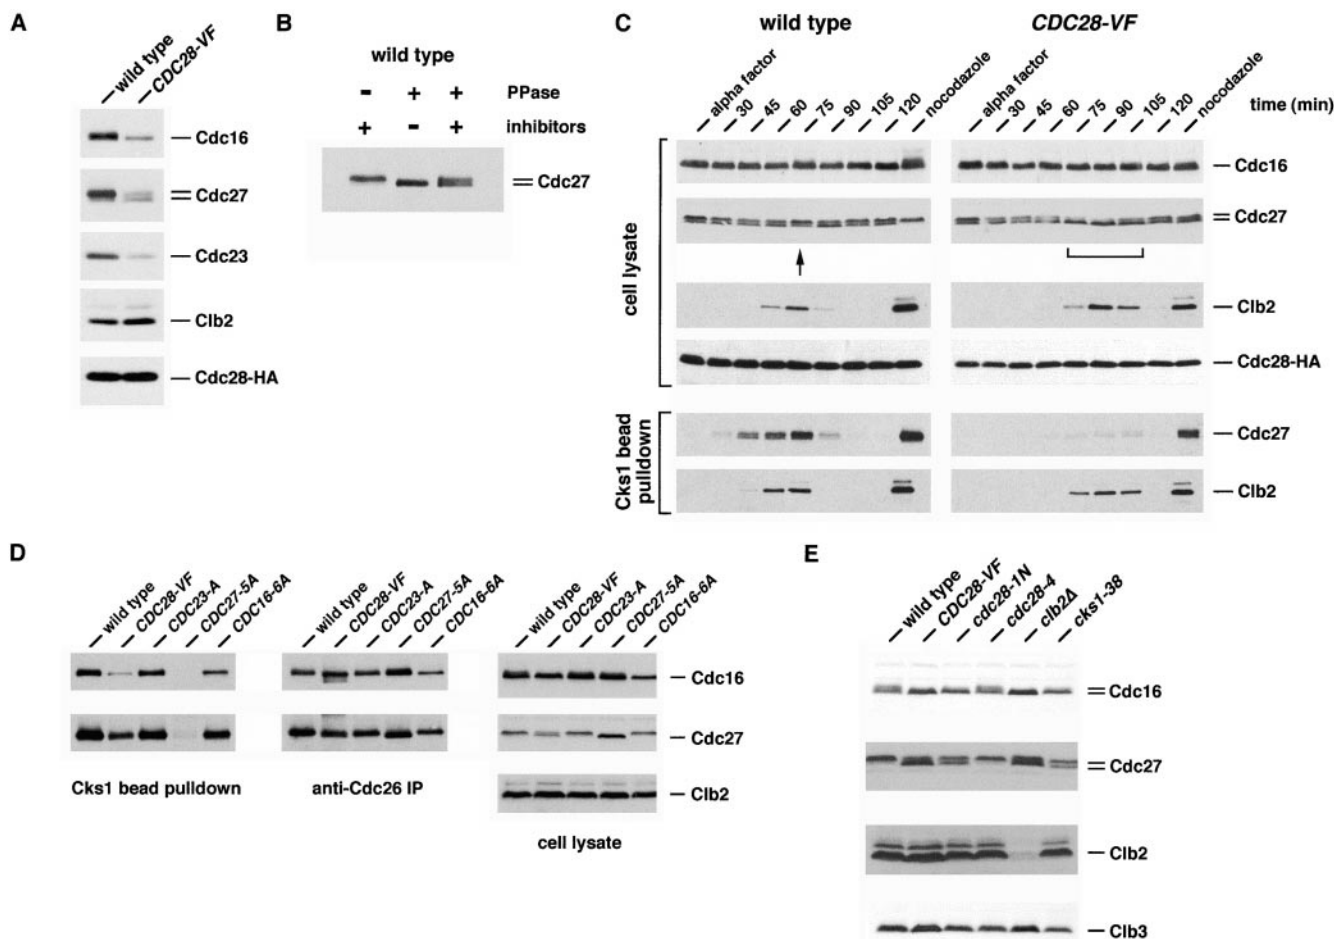 A
wild type
CDC28-VF
Cdc16
Cdc27
Cdc23
Clb2
Cdc28-HA
B
wild type
- + + PPase
+ - + inhibitors
Cdc27
C
wild type CDC28-VF
alpha factor 30 45 60 75 90 105 120 nocodazole alpha factor 30 45 60 75 90 105 120 nocodazole time (min)
cell lysate
Cdc16
Cdc27
Clb2
Cdc28-HA
Cks1 bead
pulldown
Cdc27
Clb2
D
wild type CDC28-VF CDC23-A CDC27-5A CDC16-6A wild type CDC28-VF CDC23-A CDC27-5A CDC16-6A wild type CDC28-VF CDC23-A CDC27-5A CDC16-6A
Cdc16
Cdc27
Cks1 bead pulldown anti-Cdc26 IP Clb2
cell lysate
E
wild type CDC28-VF cdc28-1N cdc28-4 clb2Δ cks1-38
Cdc16
Cdc27
Clb2
Clb3